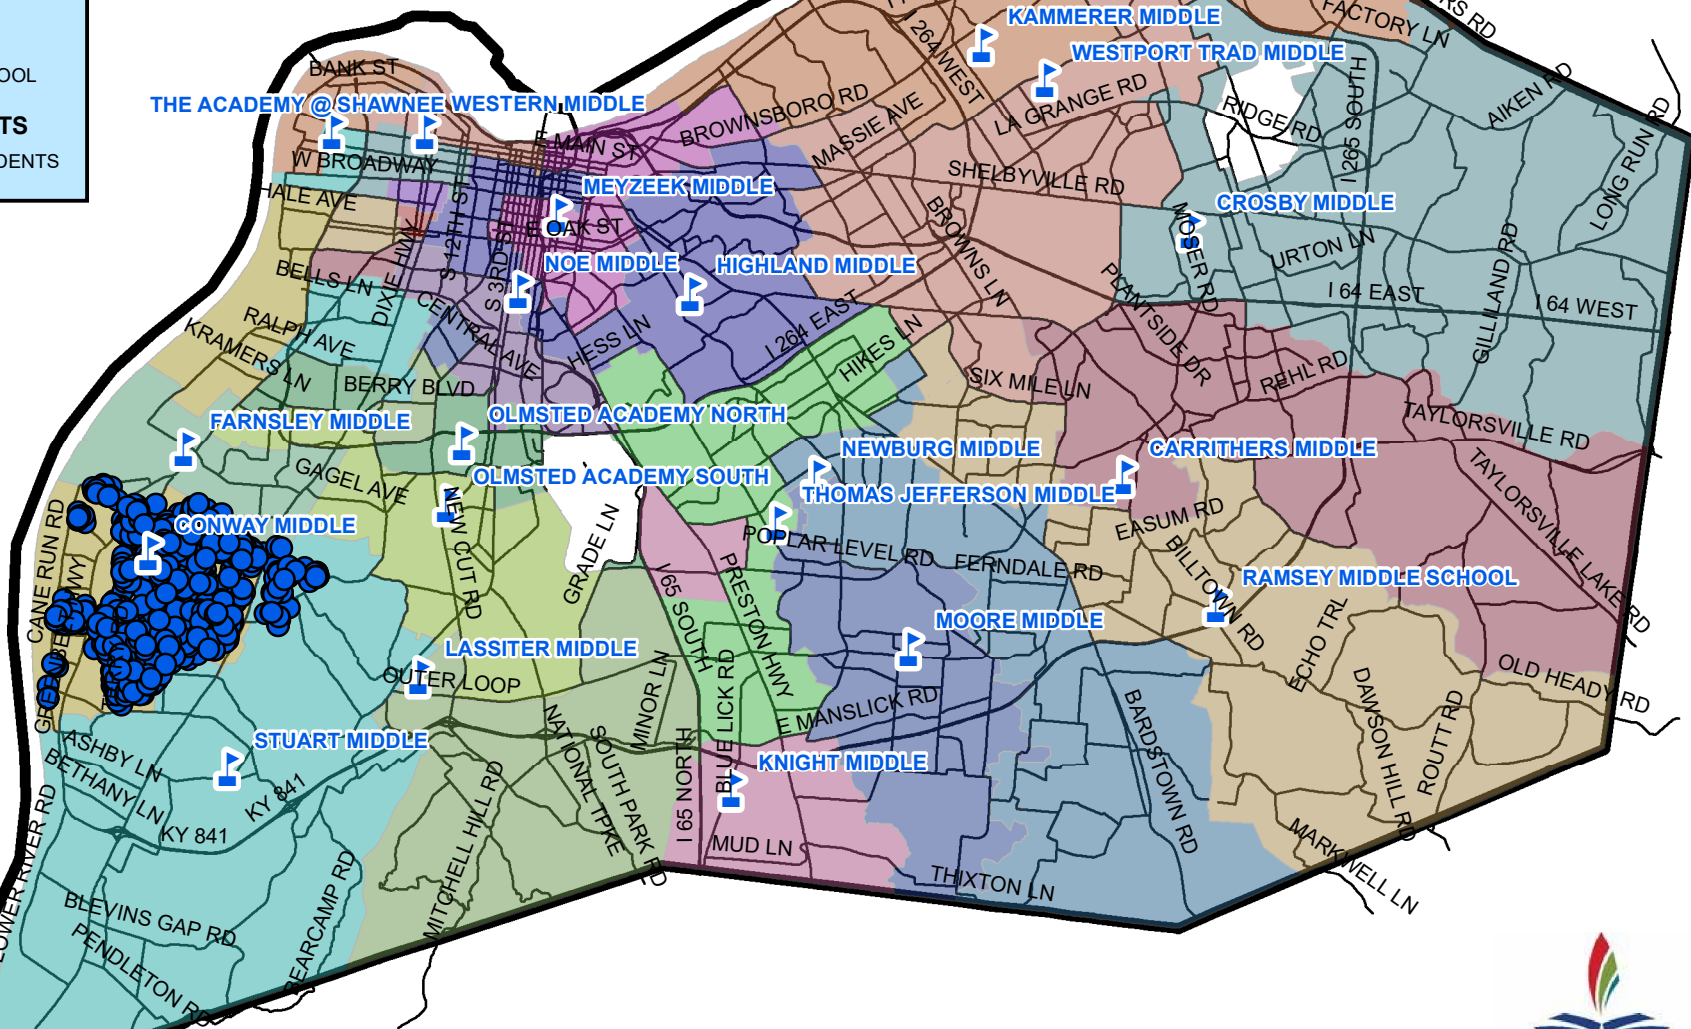 OOL
TS
DENTS
KAMMERER MIDDLE
FACTORY LN
RS RD
I 264 WEST
WESTPORT TRAD MIDDLE
BANK ST
THE ACADEMY @ SHAWNEE
WESTERN MIDDLE
BROWNSBORO RD
MASSIE AVE
LA GRANGE RD
RIDGE RD
I 265 SOUTH
AIKEN RD
LONG RUN RD
E MAIN ST
W BROADWAY
HALE AVE
MEYZEEK MIDDLE
SHELBYVILLE RD
CROSBY MIDDLE
E OAK ST
S 12TH ST
DIXIE HWY
S 3RD ST
BROWNS LN
MOSER RD
URTON LN
GILLILAND RD
NOE MIDDLE
HIGHLAND MIDDLE
BELLS LN
PLANTSIDE DR
I 64 EAST
I 64 WEST
RALPH AVE
KRAMERS LN
CENTRAL AVE
HESS LN
I 264 EAST
HIKES LN
BERRY BLVD
SIX MILE LN
REHL RD
TAYLORSVILLE RD
FARNSLEY MIDDLE
OLMSTED ACADEMY NORTH
NEWBURG MIDDLE
CARRITHERS MIDDLE
GAGEL AVE
OLMSTED ACADEMY SOUTH
THOMAS JEFFERSON MIDDLE
TAYLORSVILLE LAKE RD
CONWAY MIDDLE
CANE RUN RD
NEW CUT RD
GRADE LN
POPLAR LEVEL RD
FERNDALE RD
EASUM RD
BILLTOWN RD
RAMSEY MIDDLE SCHOOL
I 65 SOUTH
PRESTON HWY
ECHO TRL
MOORE MIDDLE
LASSITER MIDDLE
OUTER LOOP
MINOR LN
BLUE LICK RD
E MANSLICK RD
OLD HEADY RD
DAWSON HILL RD
ROUTT RD
BARDSTOWN RD
STUART MIDDLE
ASHBY LN
BETHANY LN
KY 841
KY 841
NATIONAL TPKE
SOUTH PARK RD
I 65 NORTH
KNIGHT MIDDLE
MITCHELL HILL RD
MUD LN
MARKWELL LN
THIXTON LN
LOWER RIVER RD
BLEVINS GAP RD
BEARCAMP RD
PENDLETON RD